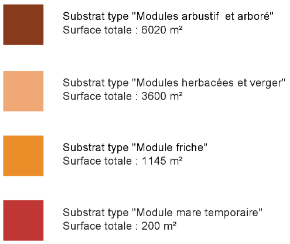 Substrat type "Modules arbustif et arboré"
Surface totale : 6020 m²
Substrat type "Modules herbacées et verger"
Surface totale : 3600 m²
Substrat type "Module friche"
Surface totale : 1145 m²
Substrat type "Module mare temporaire"
Surface totale : 200 m²